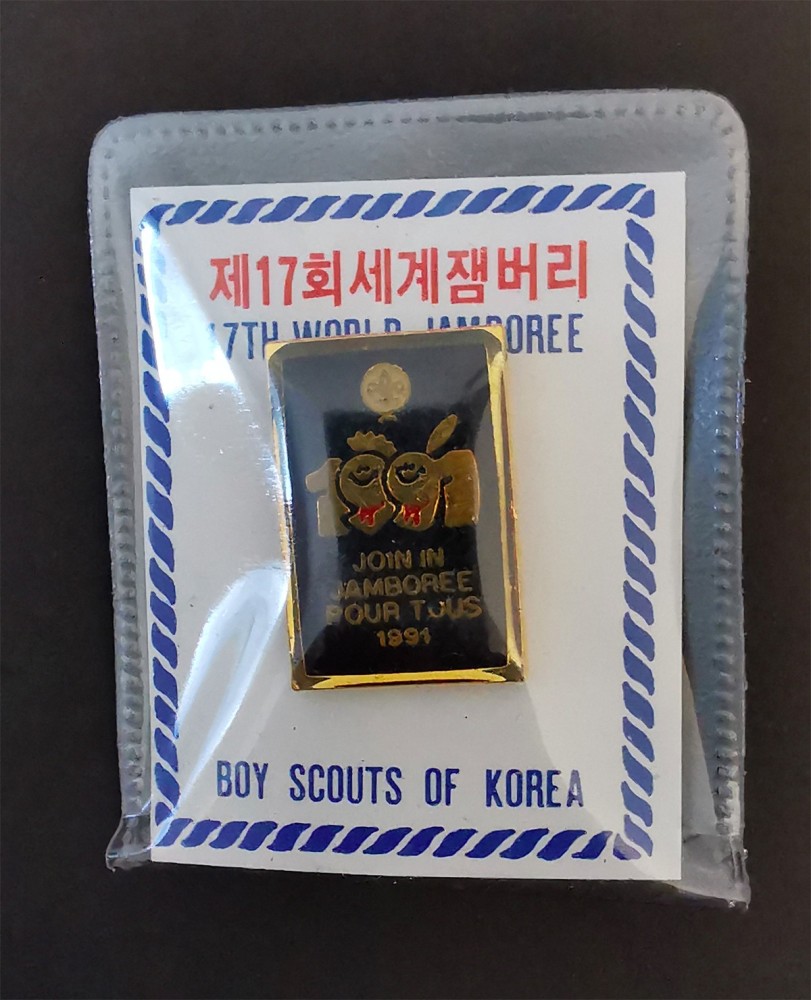 제17회세계잼버리
17TH WORLD JAMBOREE
1991
JOIN IN
JAMBOREE
POUR TOUS
1991
BOY SCOUTS OF KOREA